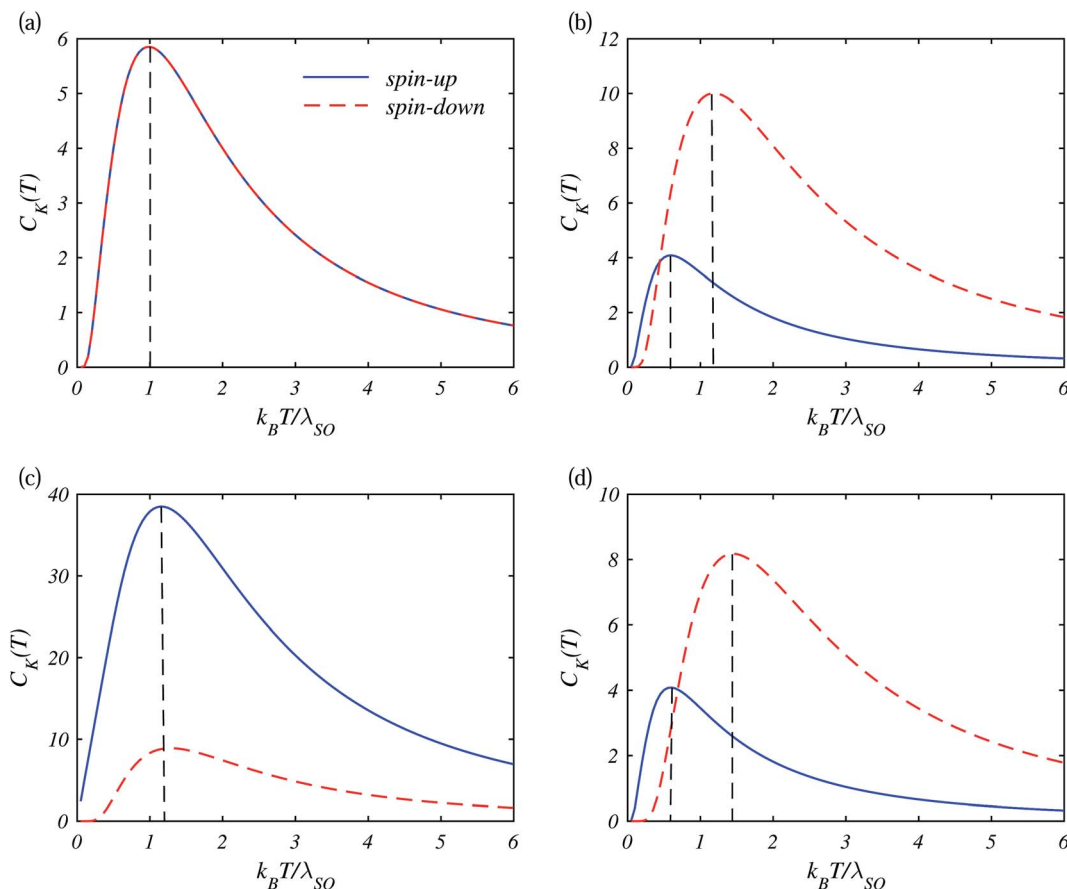 (a)
6
5
4
3
2
1
0
0 1 2 3 4 5 6
C_K(T)
k_BT/λ_SO
spin-up
spin-down
(b)
12
10
8
6
4
2
0
0 1 2 3 4 5 6
C_K(T)
k_BT/λ_SO
(c)
40
30
20
10
0
0 1 2 3 4 5 6
C_K(T)
k_BT/λ_SO
(d)
10
8
6
4
2
0
0 1 2 3 4 5 6
C_K(T)
k_BT/λ_SO